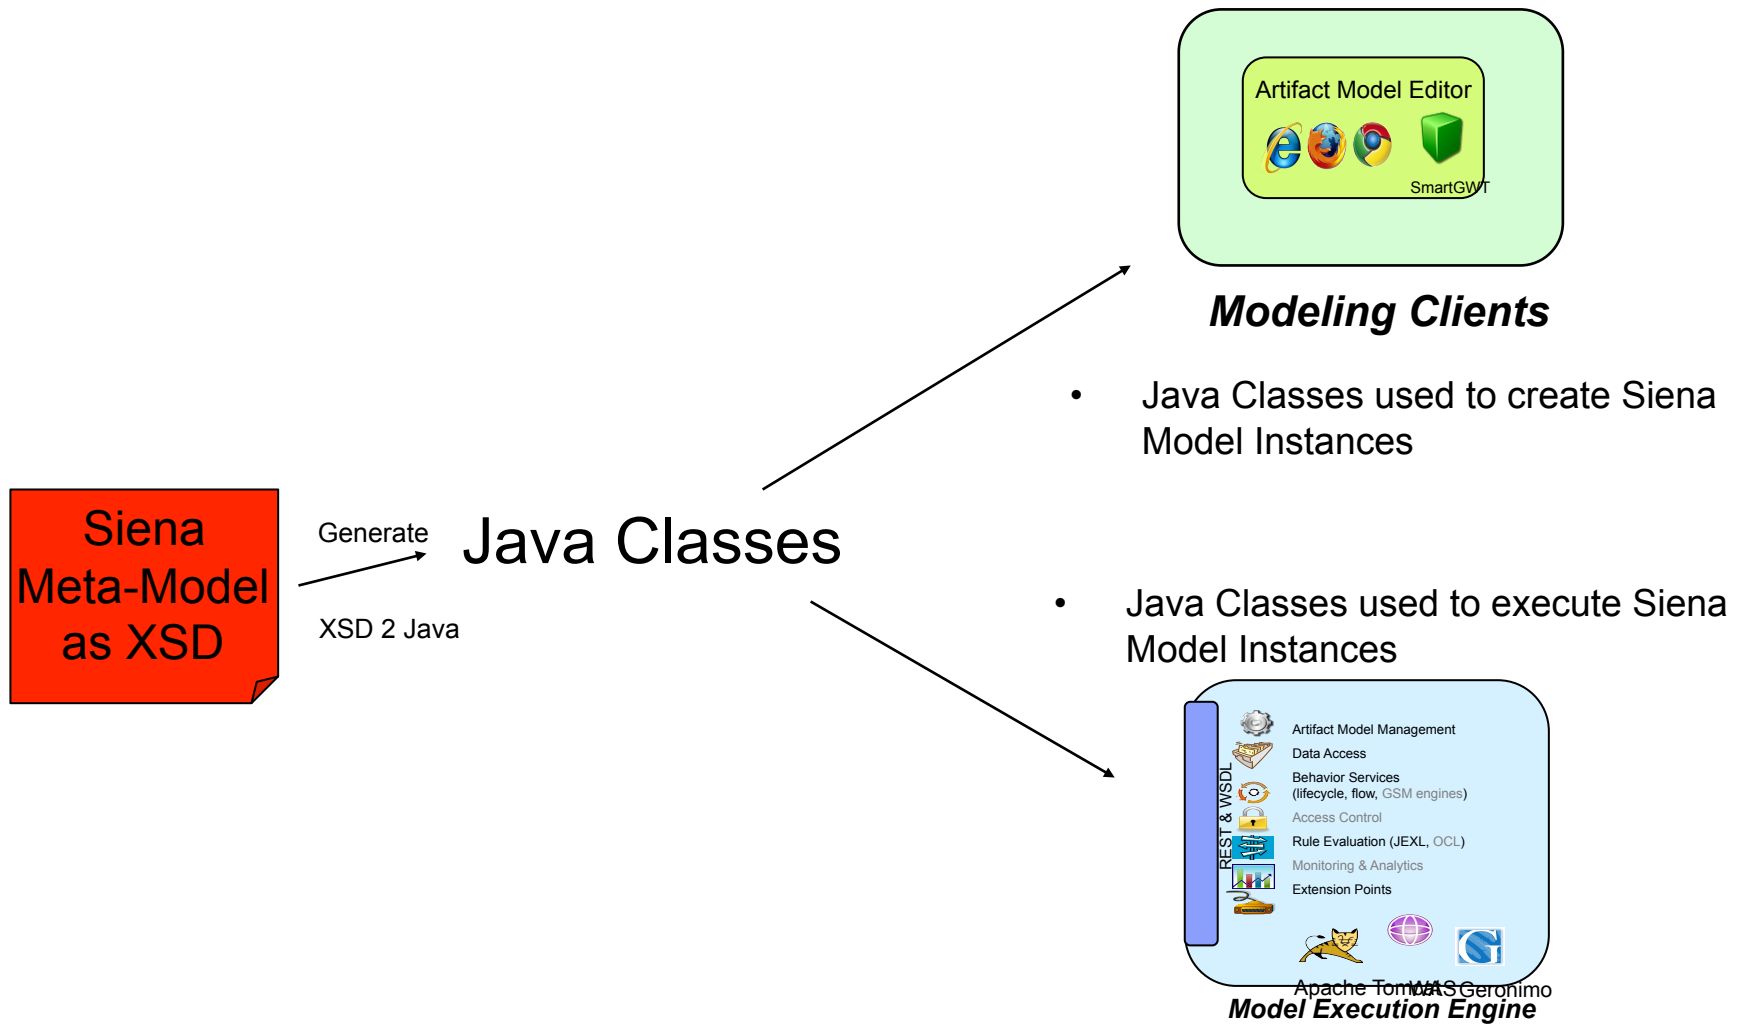 Artifact Model Editor
SmartGWT
Modeling Clients
• Java Classes used to create Siena
Model Instances
Siena
Meta-Model
as XSD
Generate
XSD 2 Java
Java Classes
• Java Classes used to execute Siena
Model Instances
REST & WSDL
Artifact Model Management
Data Access
Behavior Services
(lifecycle, flow, GSM engines)
Access Control
Rule Evaluation (JEXL, OCL)
Monitoring & Analytics
Extension Points
G
Apache Tomcat
WAS
Geronimo
Model Execution Engine